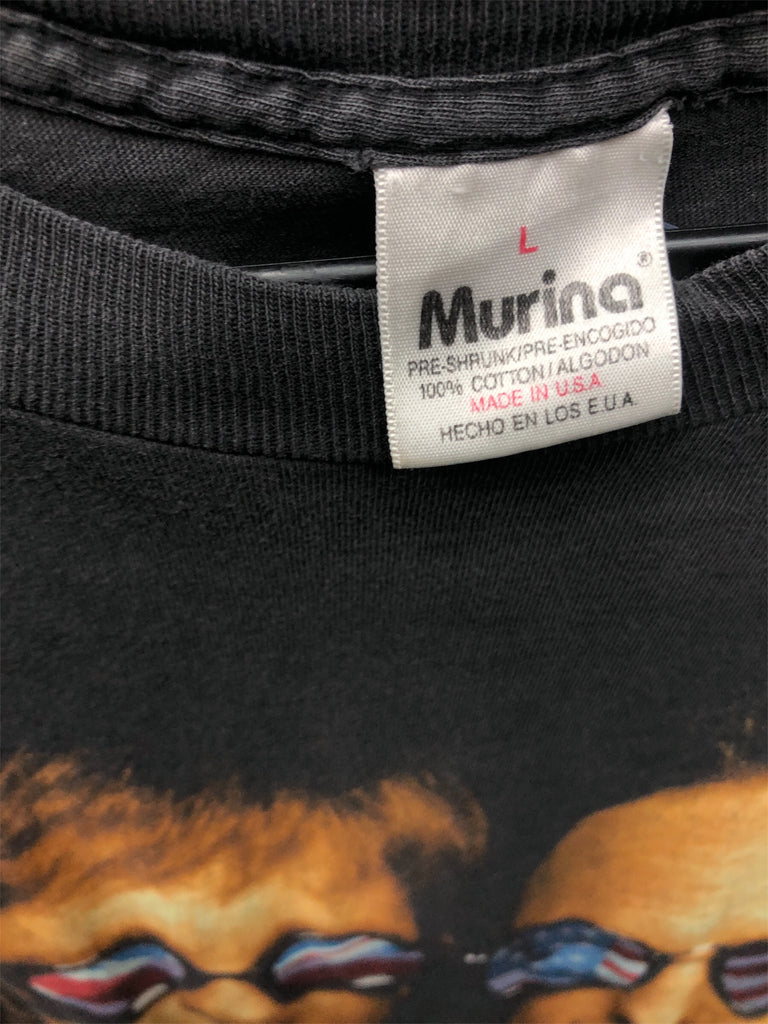 L
Murina®
PRE-SHRUNK/PRE-ENCOGIDO
100% COTTON/ALGODON
MADE IN U.S.A.
HECHO EN LOS E.U.A.